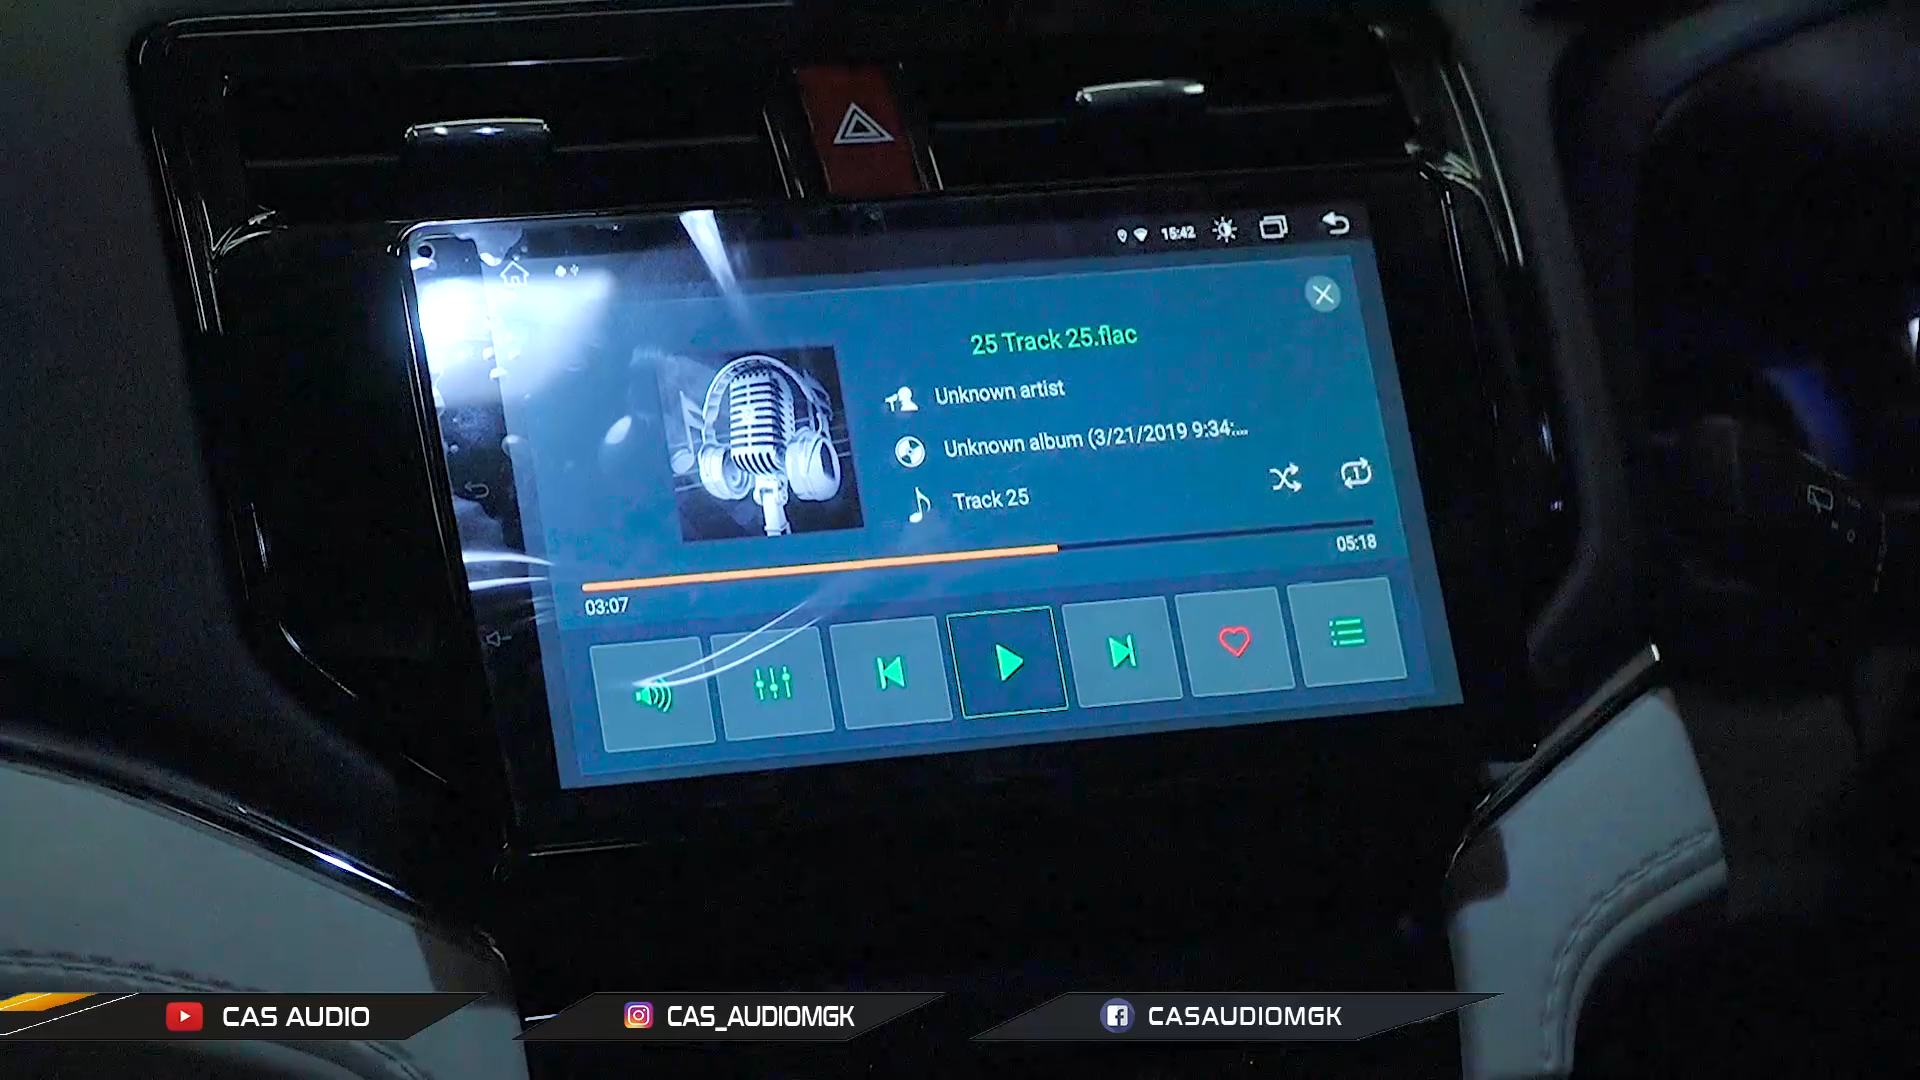 15:42
25 Track 25.flac
Unknown artist
Unknown album (3/21/2019 9:34:...
Track 25
1
03:07
05:18
CAS AUDIO
CAS_AUDIOMGK
CASAUDIOMGK